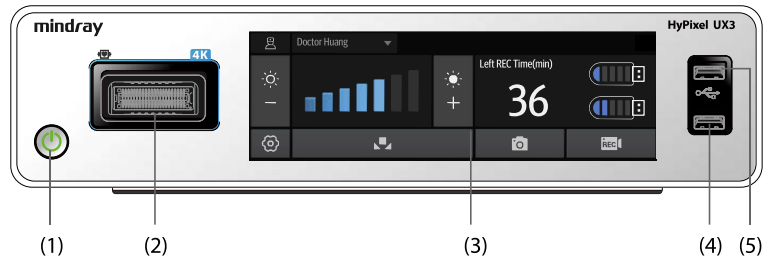 mindray
HyPixel UX3
4K
Doctor Huang
Left REC Time(min)
36
REC
(1)
(2)
(3)
(4)
(5)